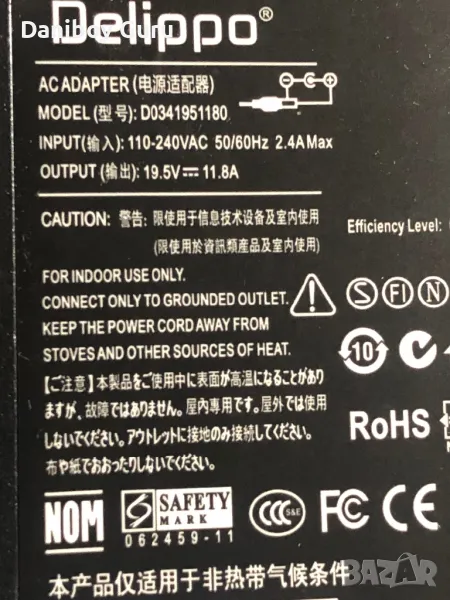 Daniboy Guru
Delippo®
AC ADAPTER (电源适配器)
MODEL (型号): D0341951180
INPUT(输入): 110-240VAC 50/60Hz 2.4A Max
OUTPUT (输出): 19.5V⎓11.8A
CAUTION: 警告: 限使用于信息技术设备及室内使用
(限使用於資訊類産品及室内使用)
Efficiency Level:
FOR INDOOR USE ONLY.
CONNECT ONLY TO GROUNDED OUTLET.
KEEP THE POWER CORD AWAY FROM
STOVES AND OTHER SOURCES OF HEAT.
S FI N
10
【ご注意】本製品をご使用中に表面が高温になることがあり
ますが、故障ではありません。屋内専用です。屋外では使用
しないでください。アウトレットに接地のみ接続してください。
布や紙でおおったりしないでください。
RoHS
NOM
SAFETY
MARK
062459-11
CCC S&E
FC CE
本产品仅适用于非热带气候条件
BAZAR